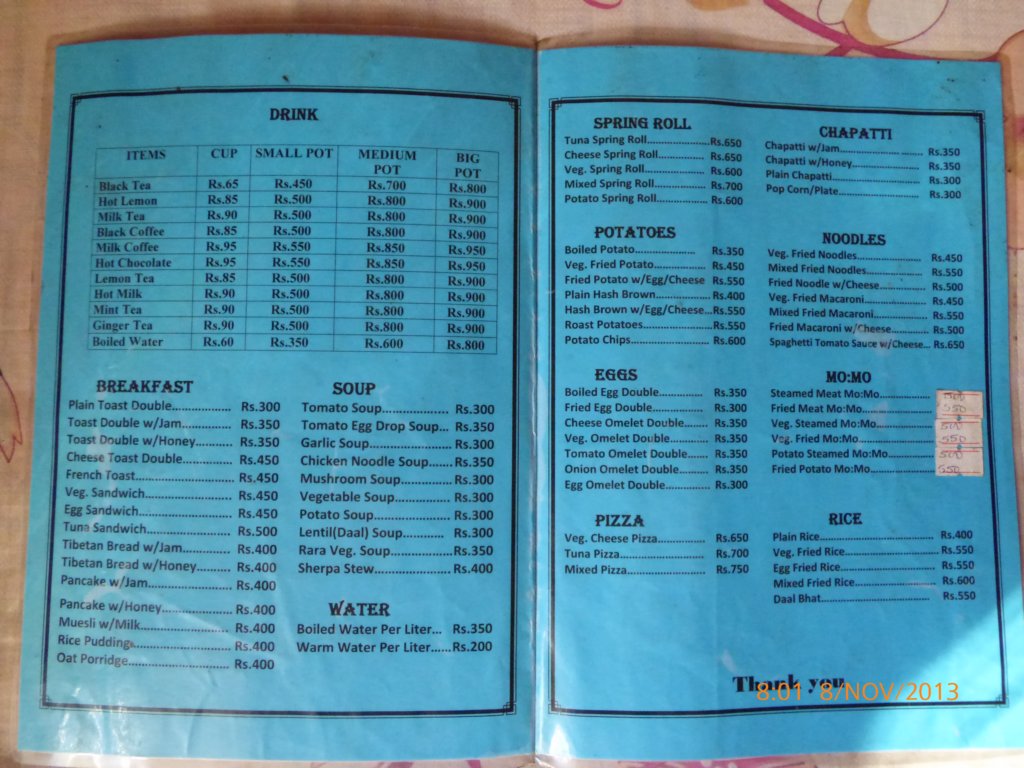 DRINK
ITEMS CUP SMALL POT MEDIUM POT BIG POT
Black Tea Rs.65 Rs.450 Rs.700 Rs.800
Hot Lemon Rs.85 Rs.500 Rs.800 Rs.900
Milk Tea Rs.90 Rs.500 Rs.800 Rs.900
Black Coffee Rs.85 Rs.500 Rs.800 Rs.900
Milk Coffee Rs.95 Rs.550 Rs.850 Rs.950
Hot Chocolate Rs.95 Rs.550 Rs.850 Rs.950
Lemon Tea Rs.85 Rs.500 Rs.800 Rs.900
Hot Milk Rs.90 Rs.500 Rs.800 Rs.900
Mint Tea Rs.90 Rs.500 Rs.800 Rs.900
Ginger Tea Rs.90 Rs.500 Rs.800 Rs.900
Boiled Water Rs.60 Rs.350 Rs.600 Rs.800
BREAKFAST
Plain Toast Double.................. Rs.300
Toast Double w/Jam.............. Rs.350
Toast Double w/Honey........... Rs.350
Cheese Toast Double............... Rs.450
French Toast........................... Rs.450
Veg. Sandwich........................ Rs.450
Egg Sandwich......................... Rs.450
Tuna Sandwich....................... Rs.500
Tibetan Bread w/Jam.............. Rs.400
Tibetan Bread w/Honey.......... Rs.400
Pancake w/Jam........................ Rs.400
Pancake w/Honey.................... Rs.400
Muesli w/Milk.......................... Rs.400
Rice Pudding............................ Rs.400
Oat Porridge............................ Rs.400
SOUP
Tomato Soup.................... Rs.300
Tomato Egg Drop Soup... Rs.350
Garlic Soup....................... Rs.300
Chicken Noodle Soup....... Rs.350
Mushroom Soup............... Rs.300
Vegetable Soup................ Rs.300
Potato Soup...................... Rs.300
Lentil(Daal) Soup............ Rs.300
Rara Veg. Soup................. Rs.350
Sherpa Stew....................... Rs.400
WATER
Boiled Water Per Liter... Rs.350
Warm Water Per Liter...... Rs.200
SPRING ROLL
Tuna Spring Roll......................Rs.650
Cheese Spring Roll................ Rs.650
Veg. Spring Roll.................... Rs.600
Mixed Spring Roll.................. Rs.700
Potato Spring Roll................. Rs.600
POTATOES
Boiled Potato................... Rs.350
Veg. Fried Potato................ Rs.450
Fried Potato w/Egg/Cheese Rs.550
Plain Hash Brown.................. Rs.400
Hash Brown w/Egg/Cheese...Rs.550
Roast Potatoes..................... Rs.550
Potato Chips......................... Rs.600
EGGS
Boiled Egg Double................. Rs.350
Fried Egg Double................... Rs.300
Cheese Omelet Double.......... Rs.350
Veg. Omelet Double.............. Rs.350
Tomato Omelet Double......... Rs.350
Onion Omelet Double............ Rs.350
Egg Omelet Double............... Rs.300
PIZZA
Veg. Cheese Pizza................ Rs.650
Tuna Pizza............................ Rs.700
Mixed Pizza.......................... Rs.750
CHAPATTI
Chapatti w/Jam........................... Rs.350
Chapatti w/Honey...................... Rs.350
Plain Chapatti............................ Rs.300
Pop Corn/Plate.......................... Rs.300
NOODLES
Veg. Fried Noodles..................... Rs.450
Mixed Fried Noodles.................. Rs.550
Fried Noodle w/Cheese.............. Rs.500
Veg. Fried Macaroni................... Rs.450
Mixed Fried Macaroni................ Rs.550
Fried Macaroni w/Cheese........... Rs.500
Spaghetti Tomato Sauce w/Cheese... Rs.650
MO:MO
Steamed Meat Mo:Mo................ 500
Fried Meat Mo:Mo..................... 550
Veg. Steamed Mo:Mo................. 500
Veg. Fried Mo:Mo...................... 550
Potato Steamed Mo:Mo.............. 500
Fried Potato Mo:Mo................... 550
RICE
Plain Rice................................... Rs.400
Veg. Fried Rice.......................... Rs.550
Egg Fried Rice............................ Rs.550
Mixed Fried Rice........................ Rs.600
Daal Bhat................................... Rs.550
Thank you
8:01 8/NOV/2013